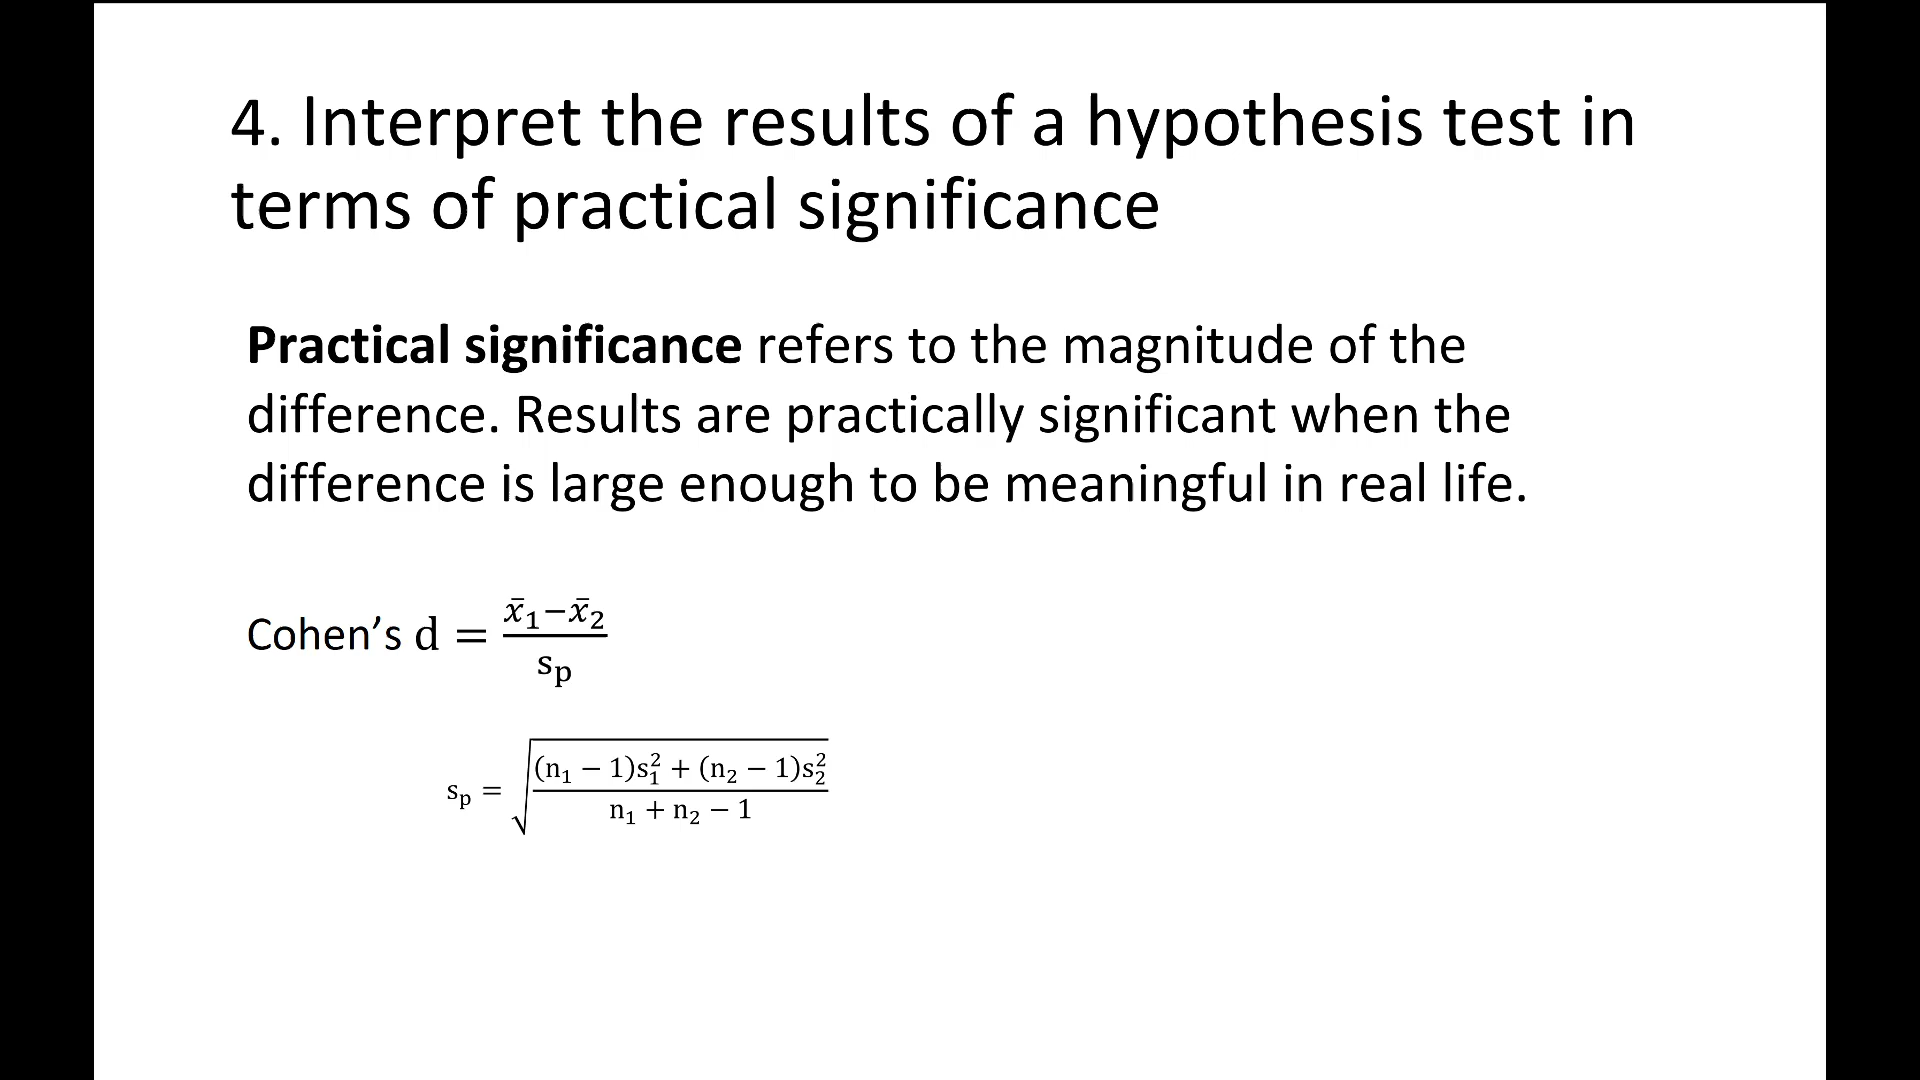 4. Interpret the results of a hypothesis test in
terms of practical significance
Practical significance refers to the magnitude of the
difference. Results are practically significant when the
difference is large enough to be meaningful in real life.
Cohen’s d = (x̄₁−x̄₂)/sₚ
sₚ = √(((n₁ − 1)s₁² + (n₂ − 1)s₂²)/(n₁ + n₂ − 1))